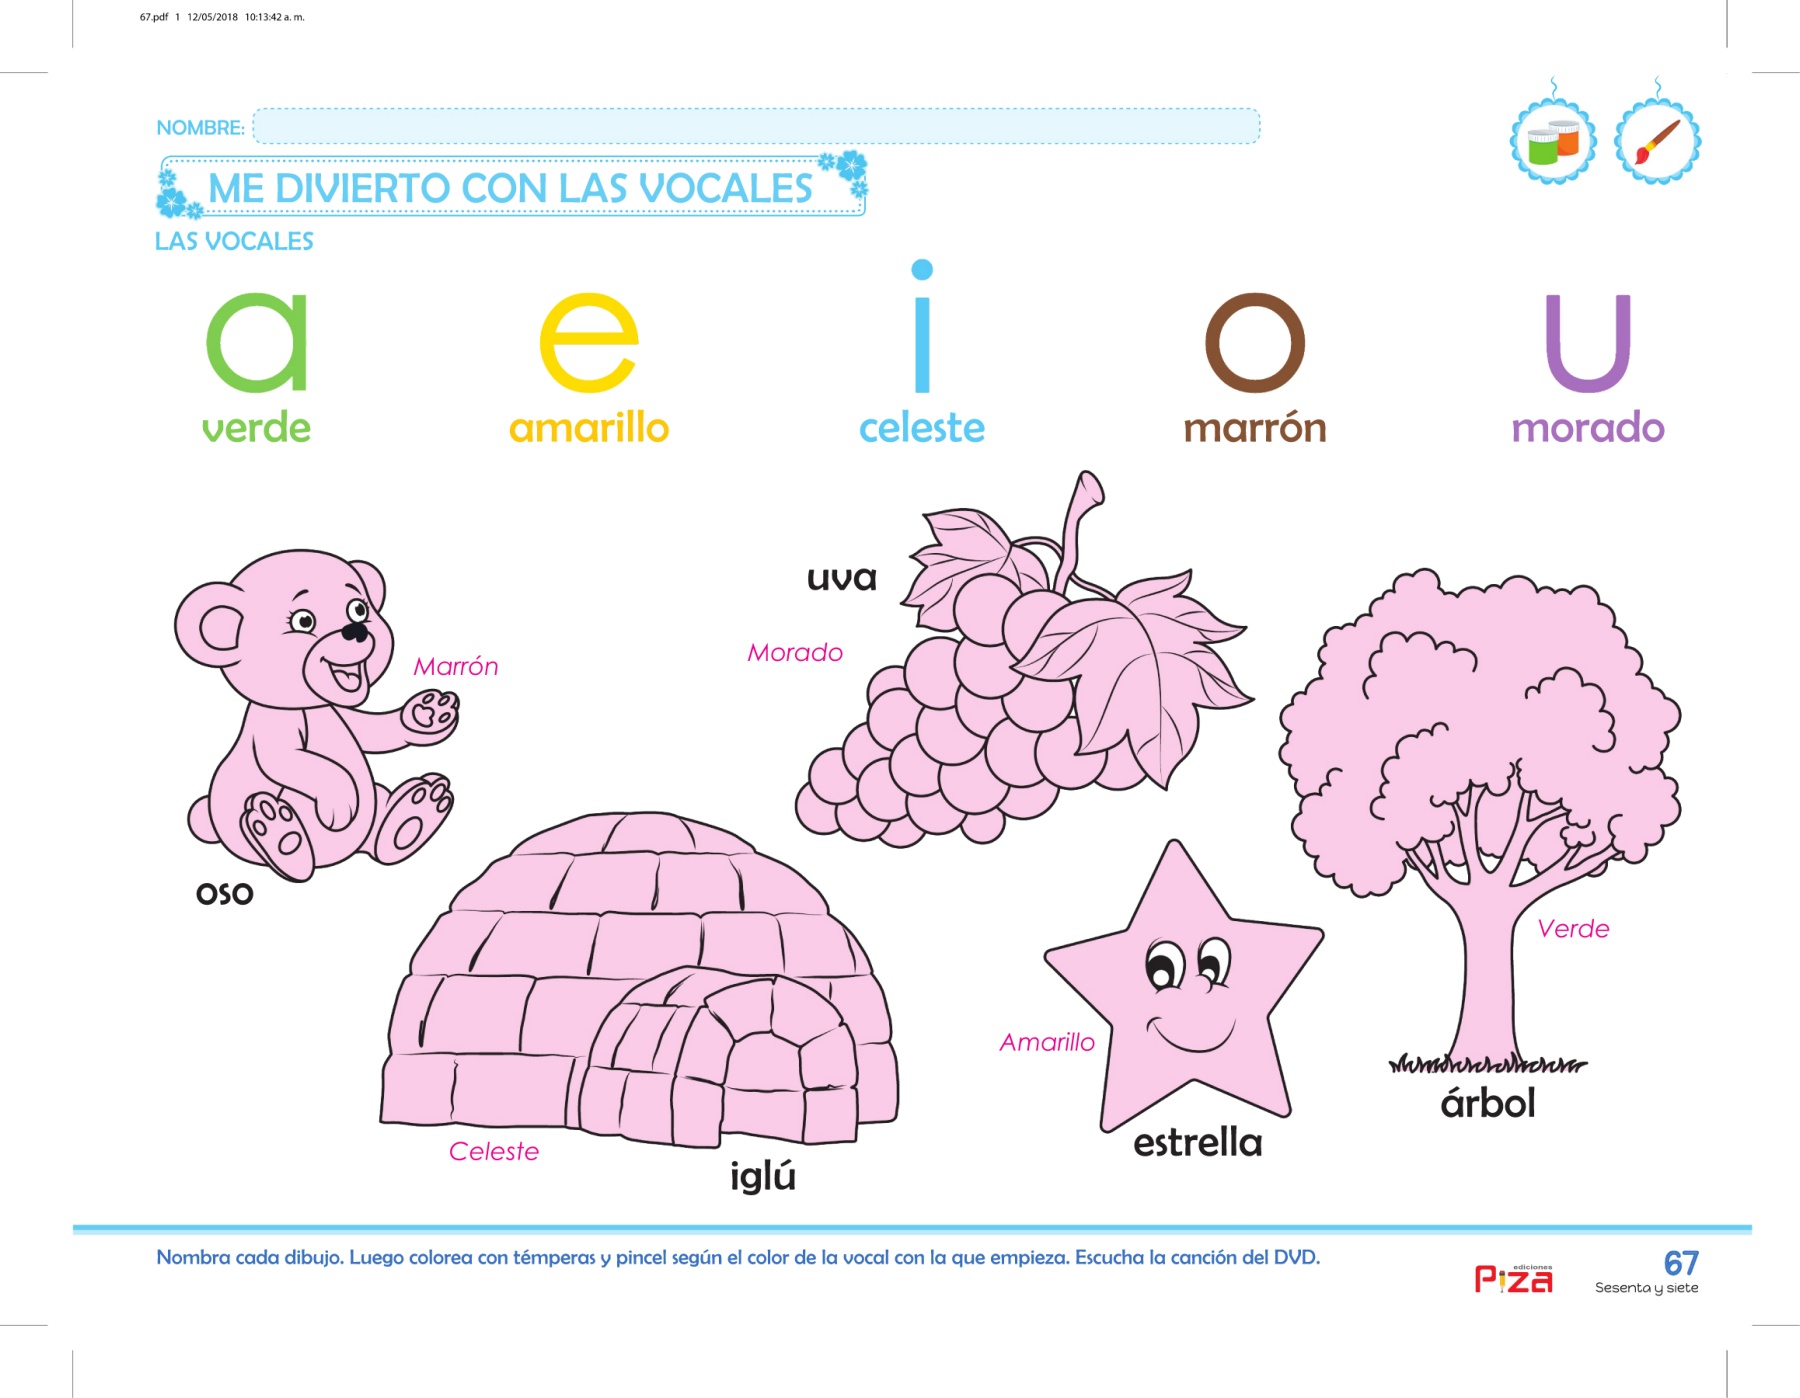 67.pdf 1 12/05/2018 10:13:42 a. m.
NOMBRE:
ME DIVIERTO CON LAS VOCALES
LAS VOCALES
a e i o u
verde amarillo celeste marrón morado
uva
Morado
Marrón
oso
Verde
Amarillo
árbol
estrella
Celeste
iglú
Nombra cada dibujo. Luego colorea con témperas y pincel según el color de la vocal con la que empieza. Escucha la canción del DVD.
ediciones
Piza
67
Sesenta y siete